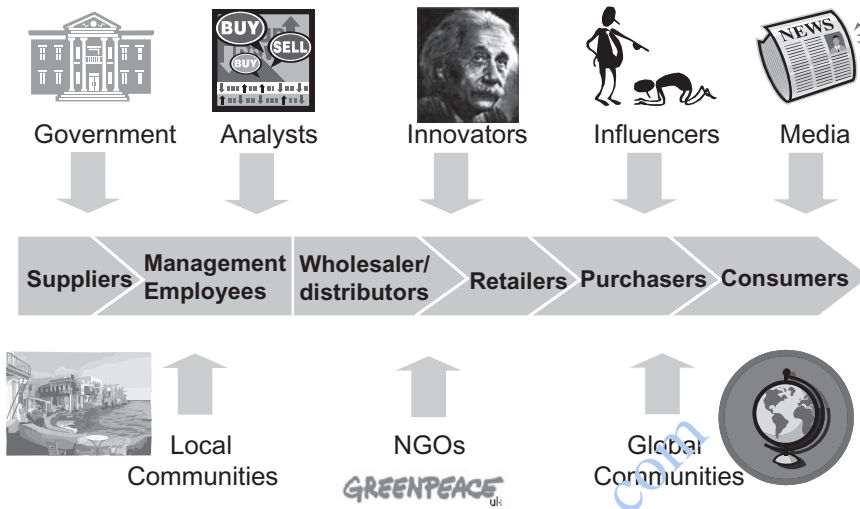 BUY
SELL
BUY
NEWS
Government
Analysts
Innovators
Influencers
Media
Suppliers
Management
Employees
Wholesaler/
distributors
Retailers
Purchasers
Consumers
Local
Communities
NGOs
Global
Communities
GREENPEACE
uk
com